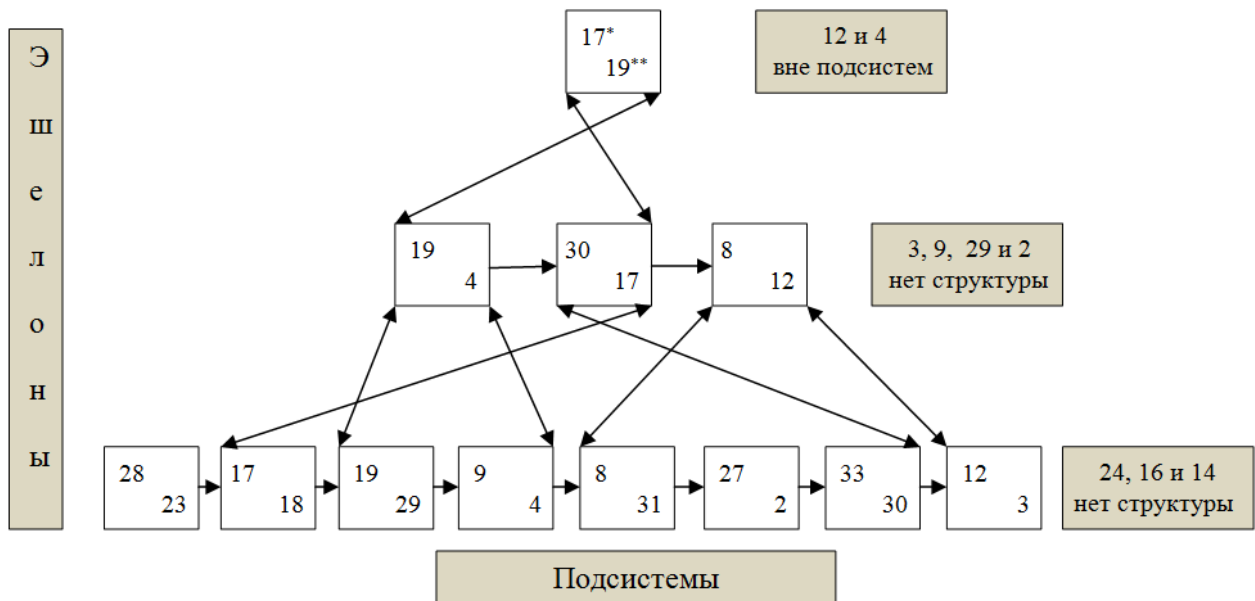 Э
ш
е
л
о
н
ы
17*
19**
12 и 4
вне подсистем
19
4
30
17
8
12
3, 9, 29 и 2
нет структуры
28
23
17
18
19
29
9
4
8
31
27
2
33
30
12
3
24, 16 и 14
нет структуры
Подсистемы